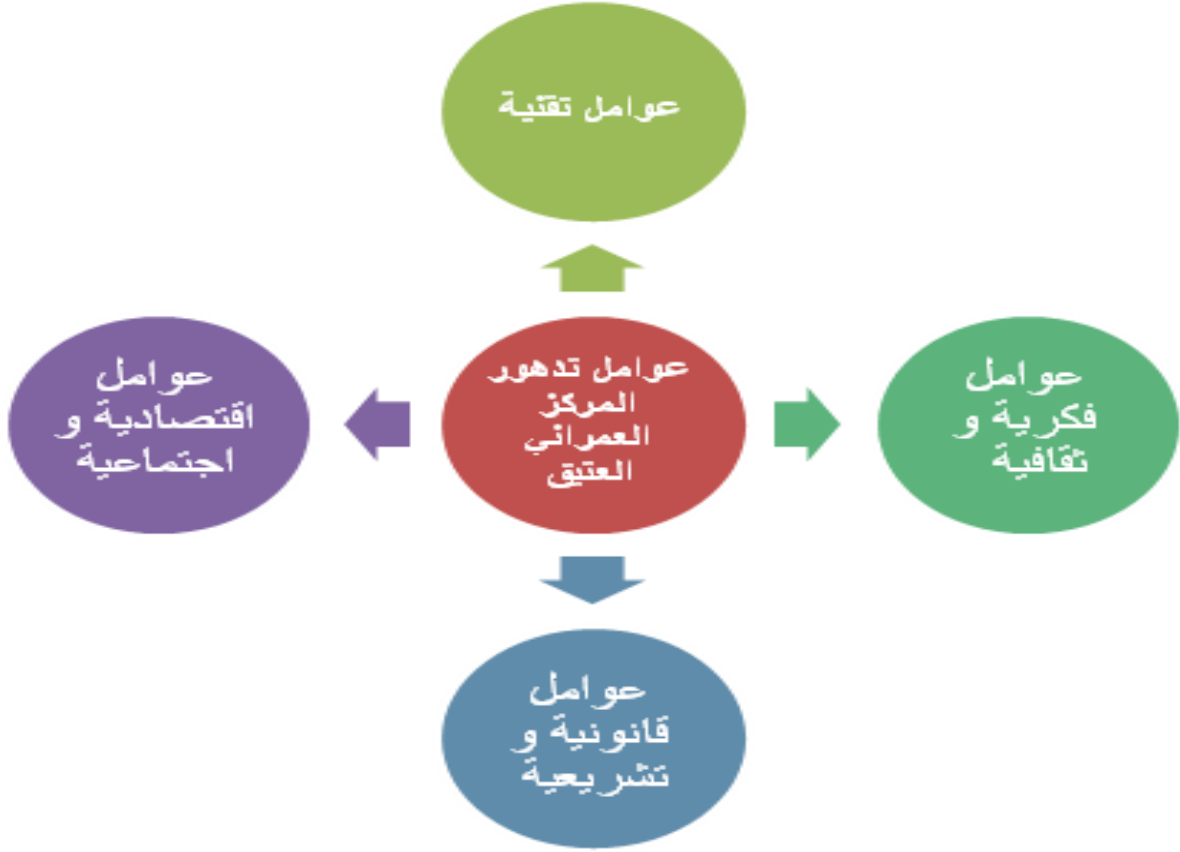 عوامل تقنية
عوامل تدهور
المركز
العمراني
العتيق
عوامل
فكرية و
ثقافية
عوامل
اقتصادية و
اجتماعية
عوامل
قانونية و
تشريعية